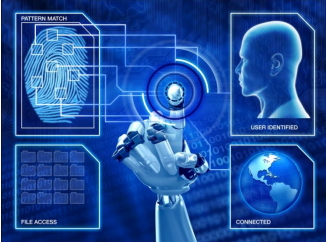 PATTERN MATCH
USER IDENTIFIED
FILE ACCESS
CONNECTED